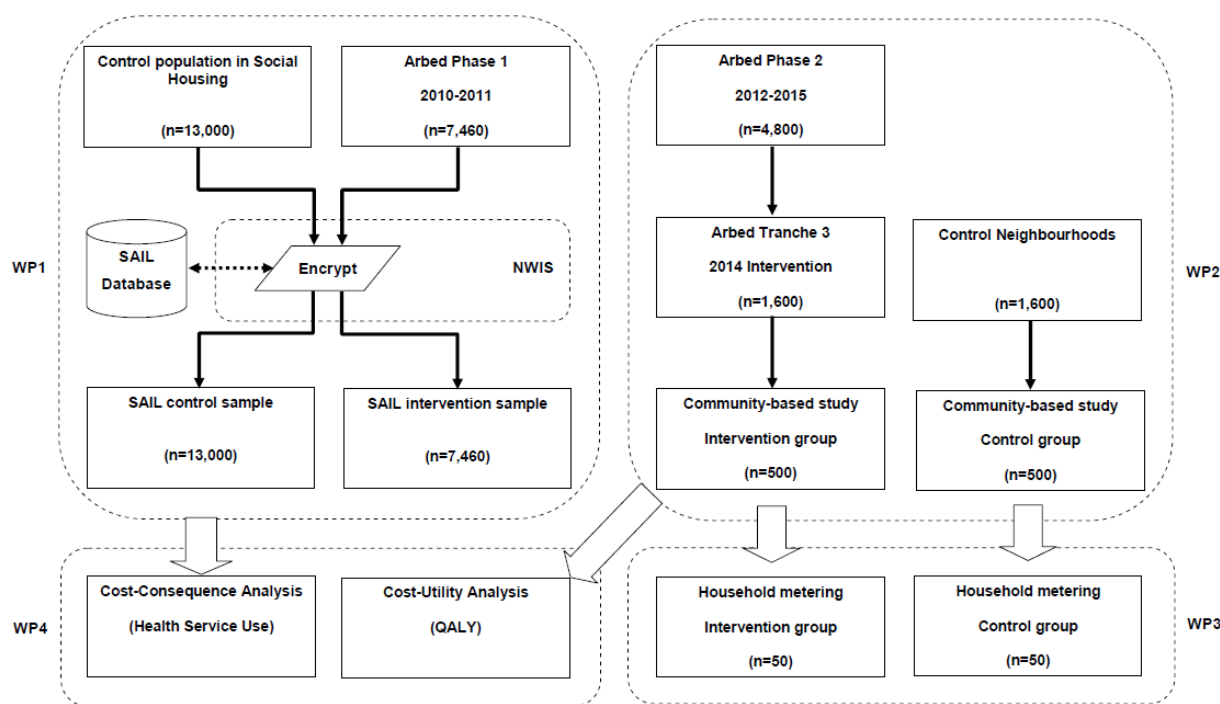 Control population in Social
Housing
(n=13,000)
Arbed Phase 1
2010-2011
(n=7,460)
Arbed Phase 2
2012-2015
(n=4,800)
WP1
SAIL
Database
Encrypt
NWIS
Arbed Tranche 3
2014 Intervention
(n=1,600)
Control Neighbourhoods
(n=1,600)
WP2
SAIL control sample
(n=13,000)
SAIL intervention sample
(n=7,460)
Community-based study
Intervention group
(n=500)
Community-based study
Control group
(n=500)
WP4
Cost-Consequence Analysis
(Health Service Use)
Cost-Utility Analysis
(QALY)
Household metering
Intervention group
(n=50)
Household metering
Control group
(n=50)
WP3